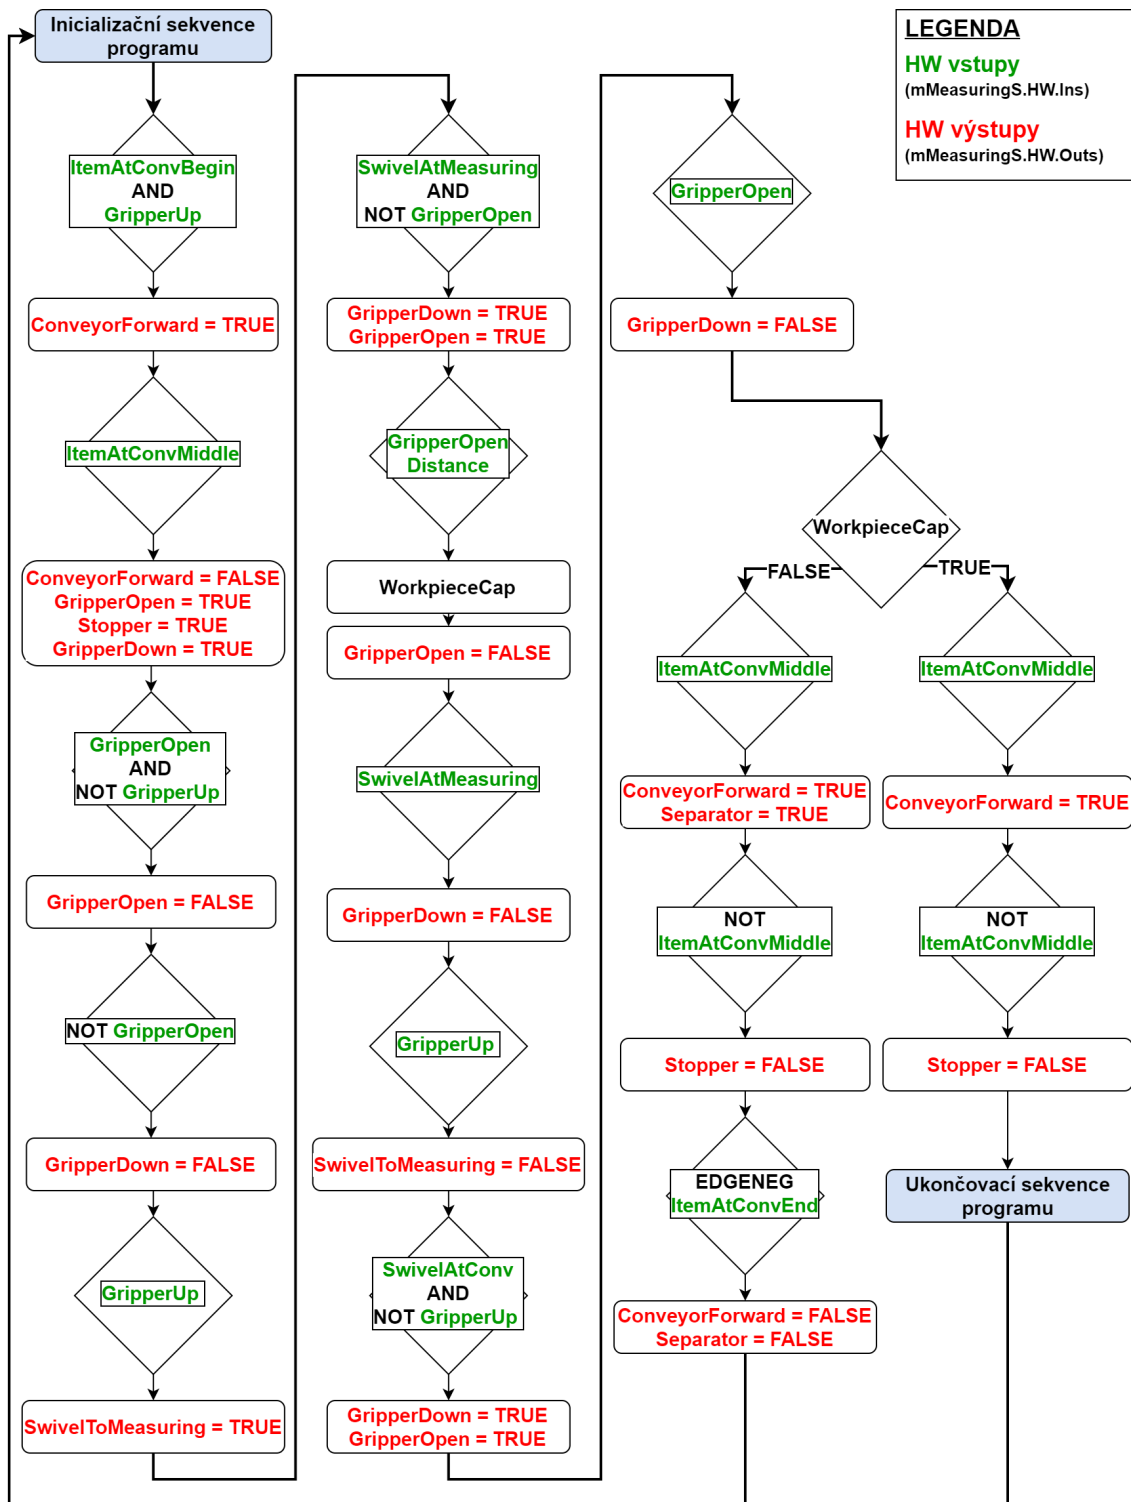 Inicializační sekvence
programu
ItemAtConvBegin
AND
GripperUp
ConveyorForward = TRUE
ItemAtConvMiddle
ConveyorForward = FALSE
GripperOpen = TRUE
Stopper = TRUE
GripperDown = TRUE
GripperOpen
AND
NOT GripperUp
GripperOpen = FALSE
NOT GripperOpen
GripperDown = FALSE
GripperUp
SwivelToMeasuring = TRUE
SwivelAtMeasuring
AND
NOT GripperOpen
GripperDown = TRUE
GripperOpen = TRUE
GripperOpen
Distance
WorkpieceCap
GripperOpen = FALSE
SwivelAtMeasuring
GripperDown = FALSE
GripperUp
SwivelToMeasuring = FALSE
SwivelAtConv
AND
NOT GripperUp
GripperDown = TRUE
GripperOpen = TRUE
GripperOpen
GripperDown = FALSE
WorkpieceCap
FALSE
TRUE
ItemAtConvMiddle
ConveyorForward = TRUE
Separator = TRUE
NOT
ItemAtConvMiddle
Stopper = FALSE
EDGENEG
ItemAtConvEnd
ConveyorForward = FALSE
Separator = FALSE
ItemAtConvMiddle
ConveyorForward = TRUE
NOT
ItemAtConvMiddle
Stopper = FALSE
Ukončovací sekvence
programu
LEGENDA
HW vstupy
(mMeasuringS.HW.Ins)
HW výstupy
(mMeasuringS.HW.Outs)